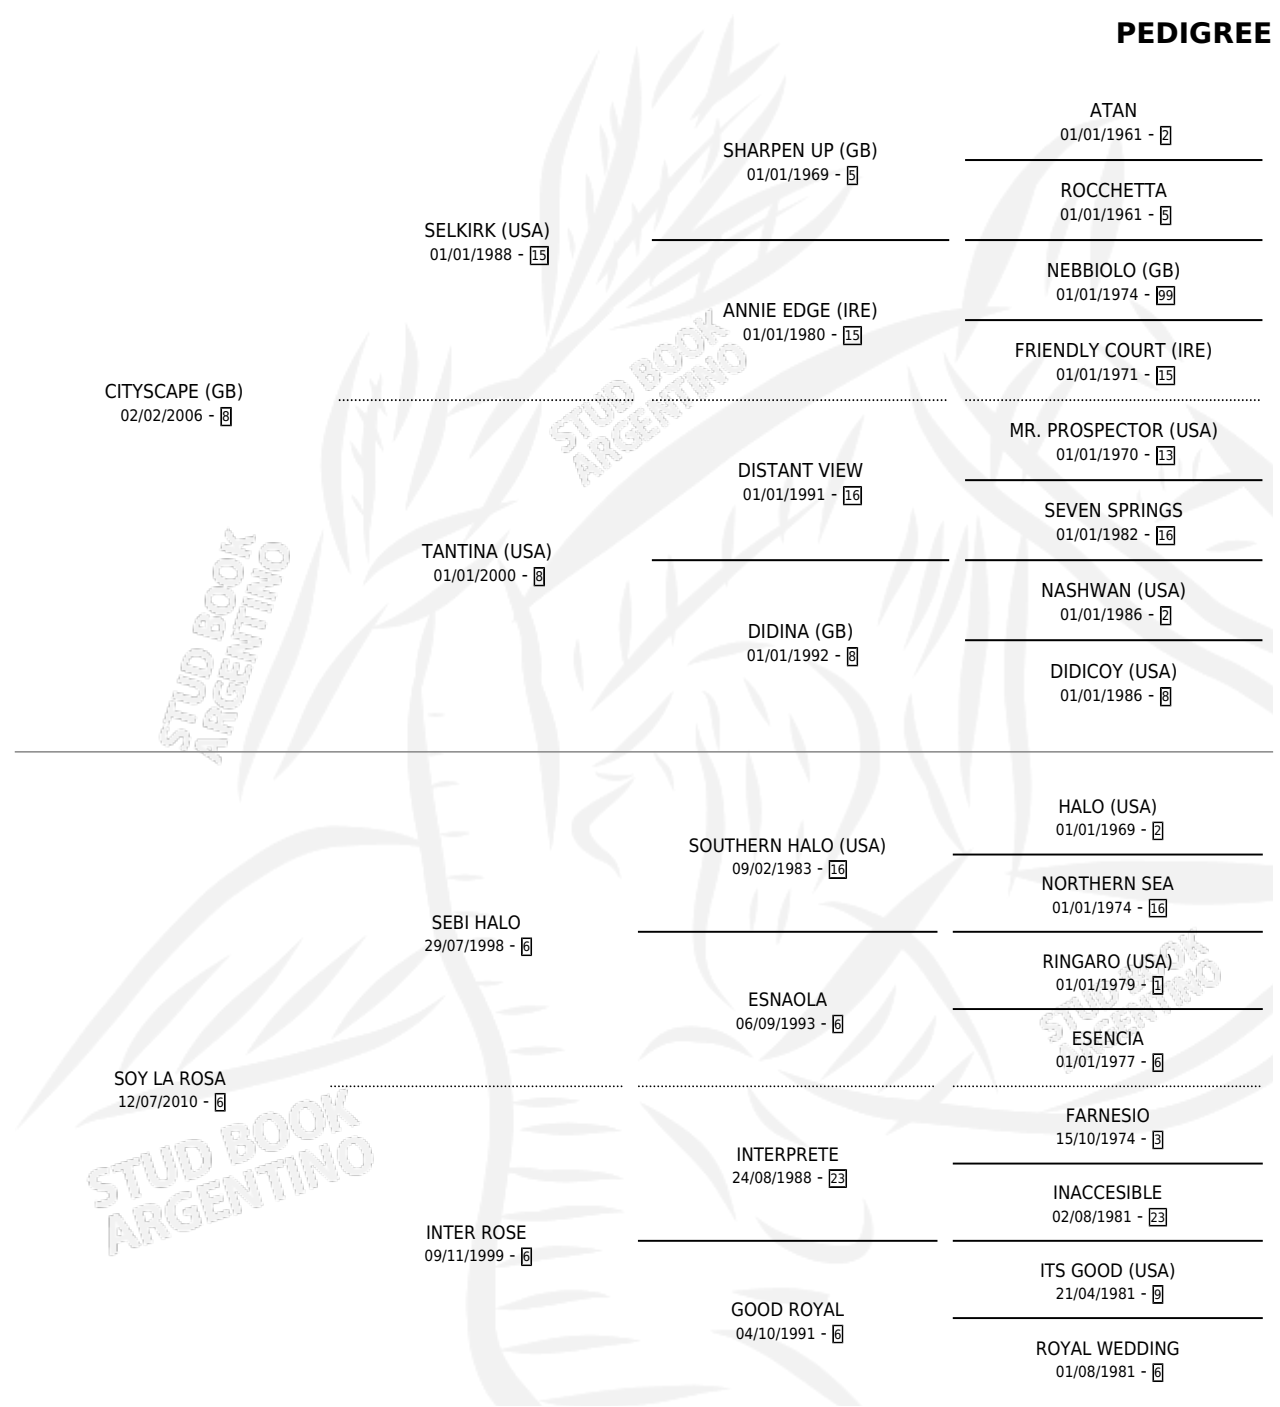 PEDIGREE
ATAN
01/01/1961 - 2
SHARPEN UP (GB)
01/01/1969 - 5
ROCCHETTA
01/01/1961 - 5
SELKIRK (USA)
01/01/1988 - 15
NEBBIOLO (GB)
01/01/1974 - 99
ANNIE EDGE (IRE)
01/01/1980 - 15
FRIENDLY COURT (IRE)
01/01/1971 - 15
CITYSCAPE (GB)
02/02/2006 - 8
STUD BOOK
ARGENTINO
MR. PROSPECTOR (USA)
01/01/1970 - 13
DISTANT VIEW
01/01/1991 - 16
SEVEN SPRINGS
01/01/1982 - 16
TANTINA (USA)
01/01/2000 - 8
NASHWAN (USA)
01/01/1986 - 2
DIDINA (GB)
01/01/1992 - 8
DIDICOY (USA)
01/01/1986 - 8
STUD BOOK
ARGENTINO
HALO (USA)
01/01/1969 - 2
SOUTHERN HALO (USA)
09/02/1983 - 16
NORTHERN SEA
01/01/1974 - 16
SEBI HALO
29/07/1998 - 6
RINGARO (USA)
01/01/1979 - 1
ESNAOLA
06/09/1993 - 6
STUD BOOK
ARGENTINO
ESENCIA
01/01/1977 - 6
SOY LA ROSA
12/07/2010 - 6
STUD BOOK
ARGENTINO
FARNESIO
15/10/1974 - 3
INTERPRETE
24/08/1988 - 23
INACCESIBLE
02/08/1981 - 23
INTER ROSE
09/11/1999 - 6
ITS GOOD (USA)
21/04/1981 - 9
GOOD ROYAL
04/10/1991 - 6
ROYAL WEDDING
01/08/1981 - 6